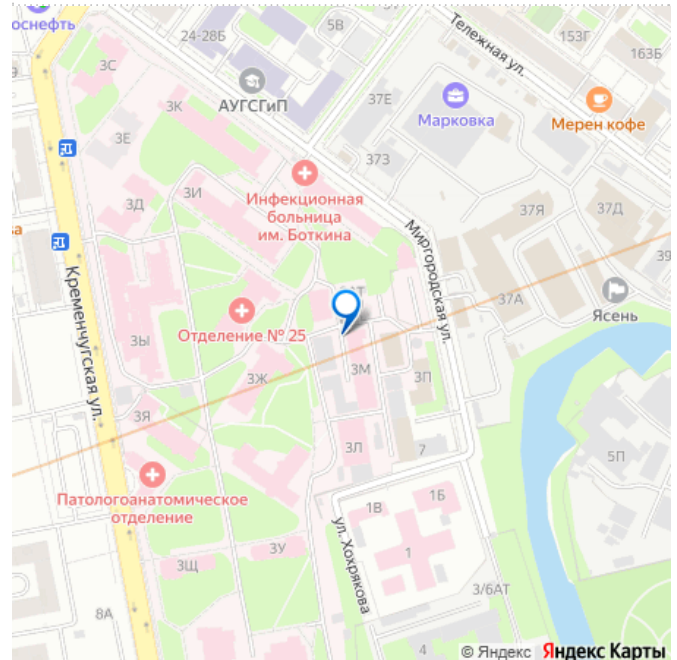 оснефть
24-28Б
5В
Тележная ул.
153Г
163Б
3С
АУГСГиП
3К
37Е
Марковка
Мерен кофе
3Е
373
3И
Инфекционная
больница
им. Боткина
3Д
Миргородская ул.
37Я
37Д
39
ва
Кременчугская ул.
37А
Ясень
Отделение № 25
3Ы
3Ж
3М
3П
3Я
3Л
7
5П
Патологоанатомическое
отделение
1В
1Б
ул. Хохрякова
3У
1
3Щ
3/6АТ
8А
4
© Яндекс Яндекс Карты